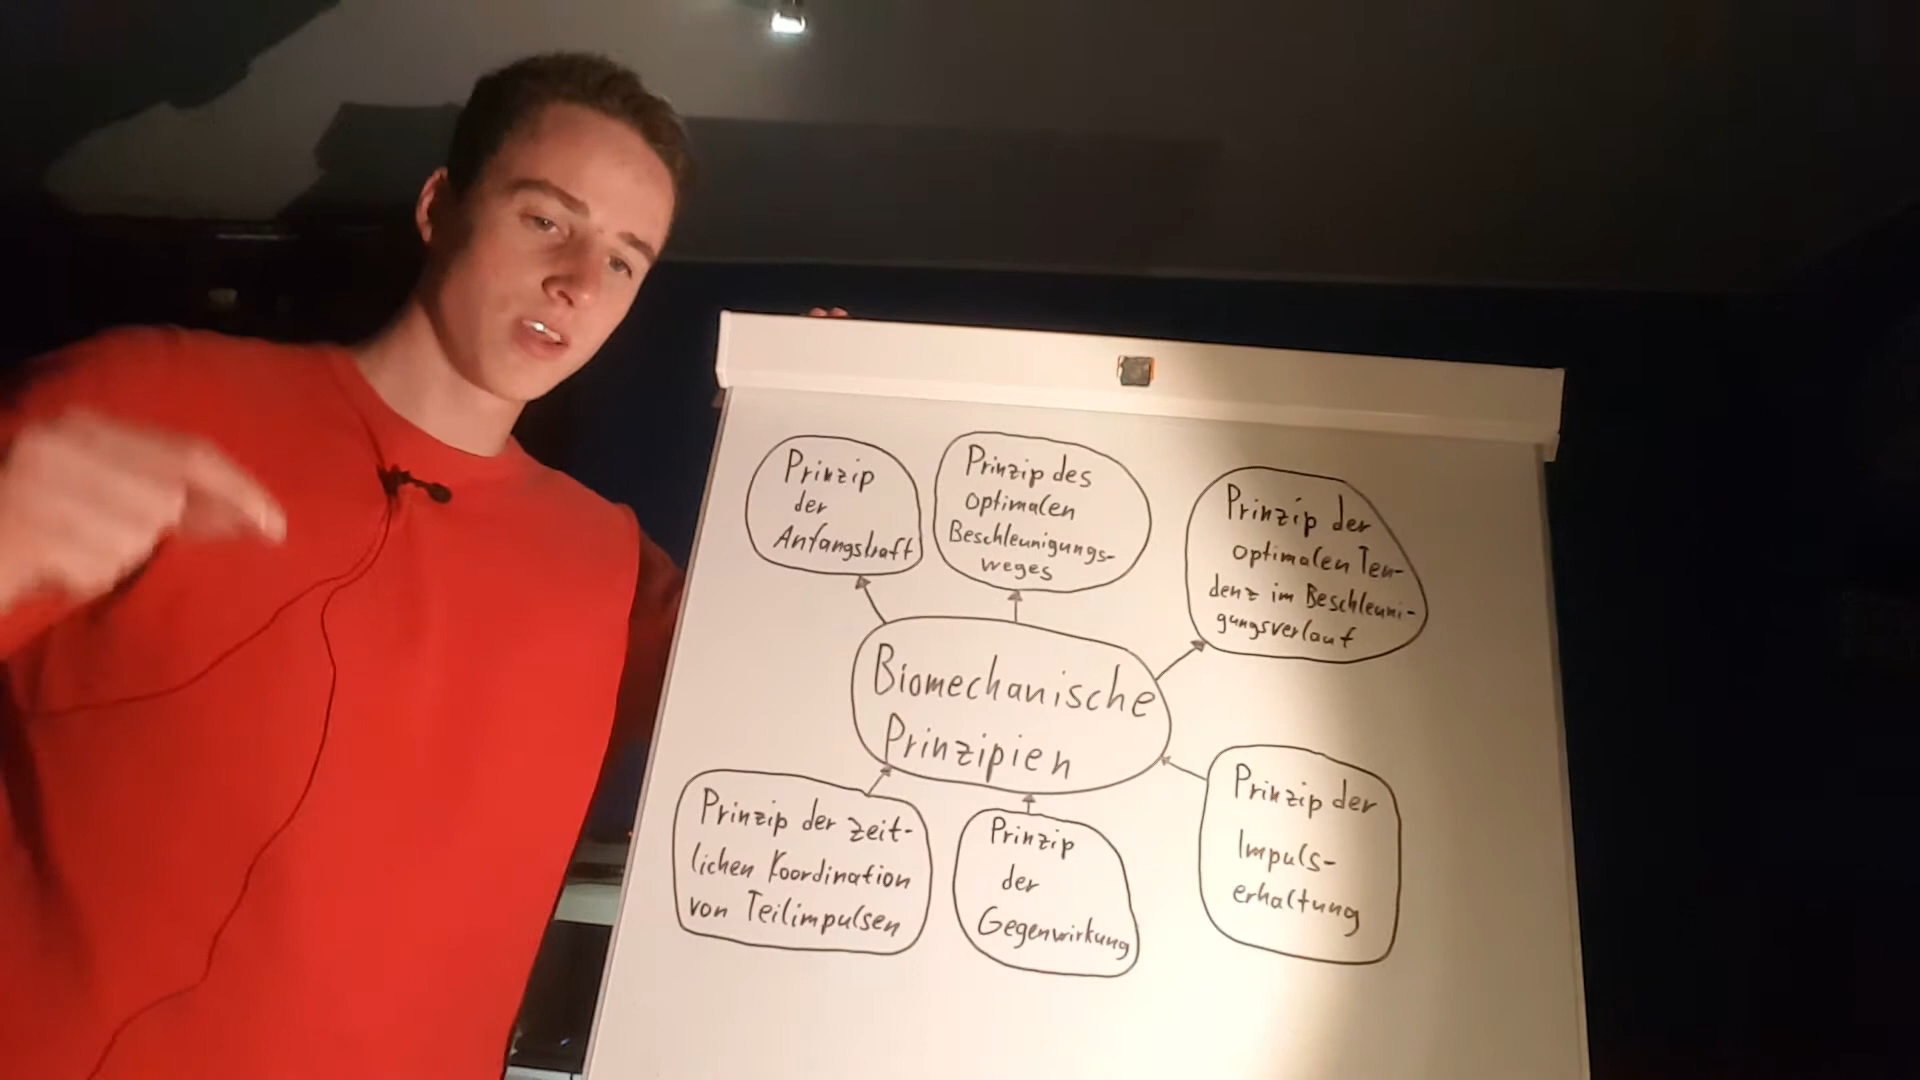 Prinzip
der
Anfangskraft
Prinzip des
optimalen
Beschleunigungs-
weges
Prinzip der
optimalen Ten-
denz im Beschleuni-
gungsverlauf
Biomechanische
Prinzipien
Prinzip der zeit-
lichen Koordination
von Teilimpulsen
Prinzip
der
Gegenwirkung
Prinzip der
Impuls-
erhaltung